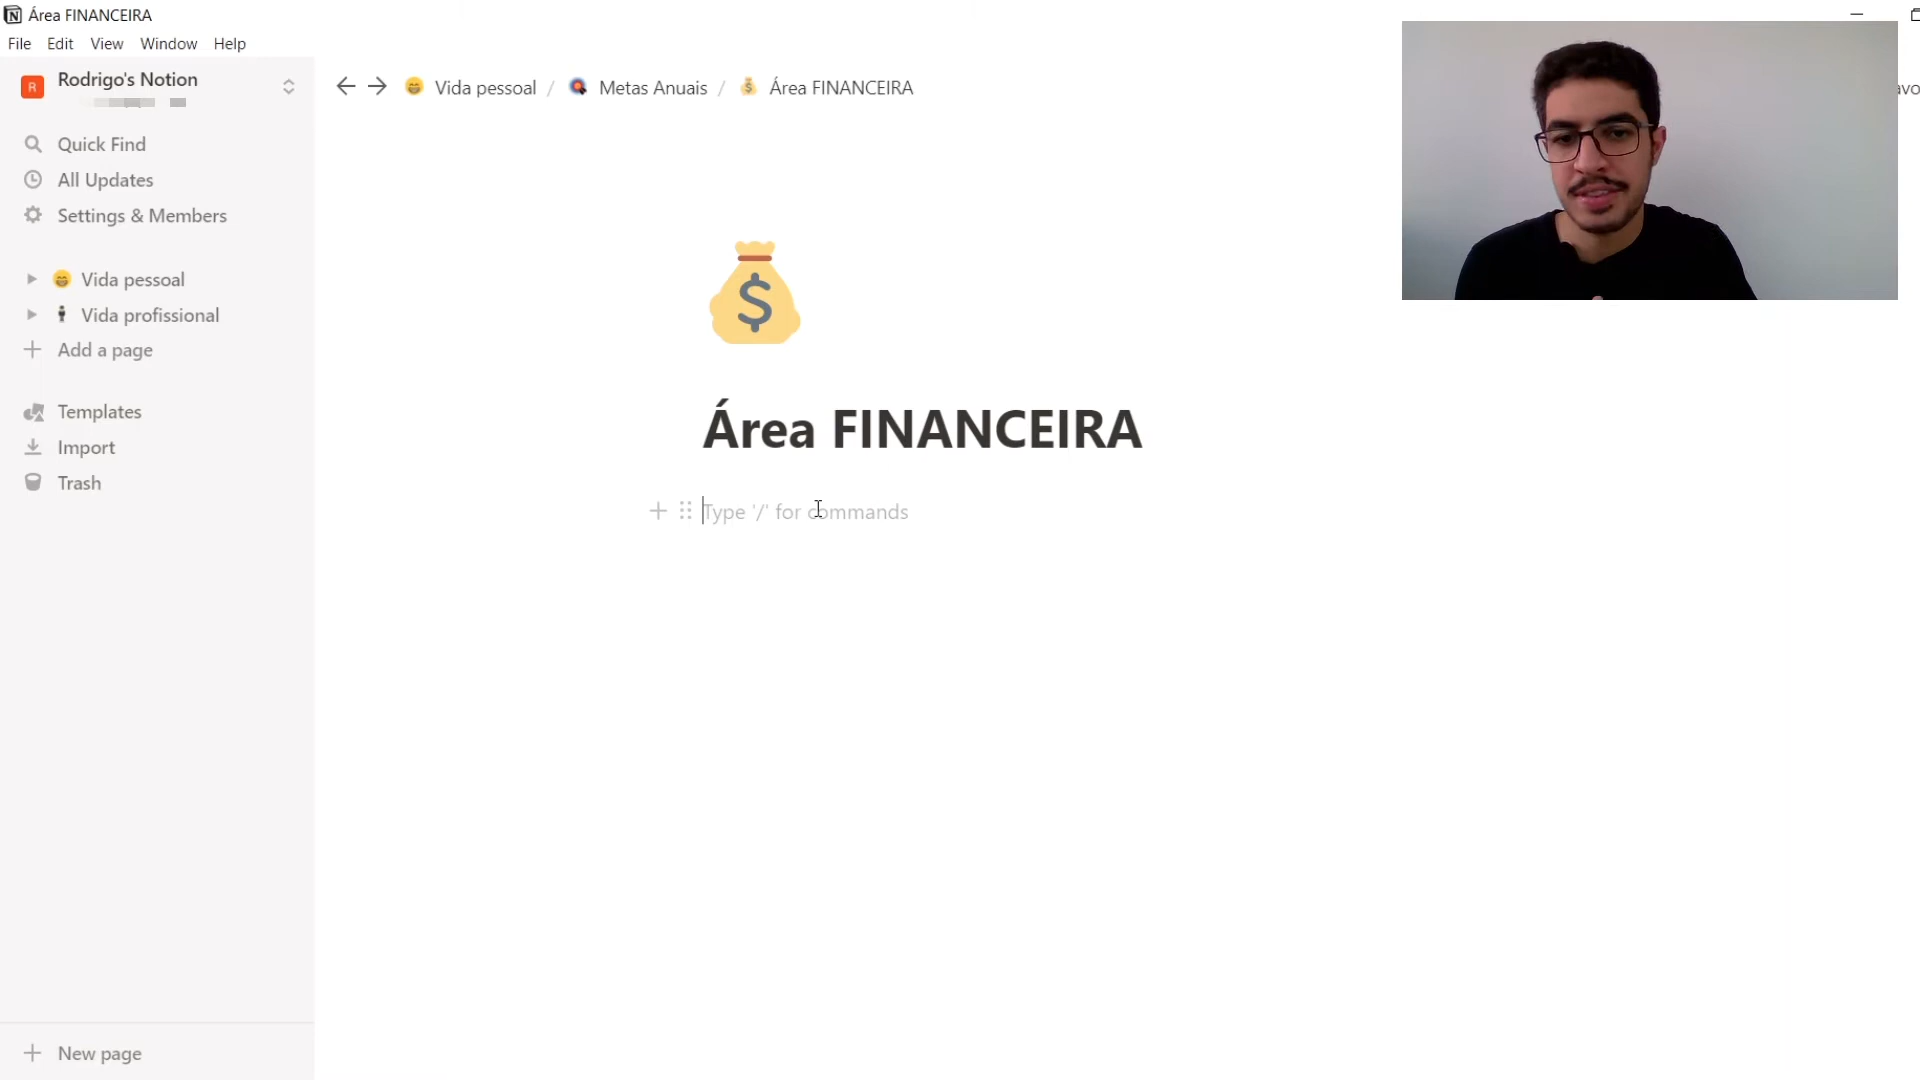 Área FINANCEIRA
File Edit View Window Help
R Rodrigo's Notion
Vida pessoal / Metas Anuais / Área FINANCEIRA
Quick Find
All Updates
Settings & Members
Vida pessoal
Vida profissional
Add a page
Templates
Import
Trash
$
Área FINANCEIRA
Type '/' for commands
New page